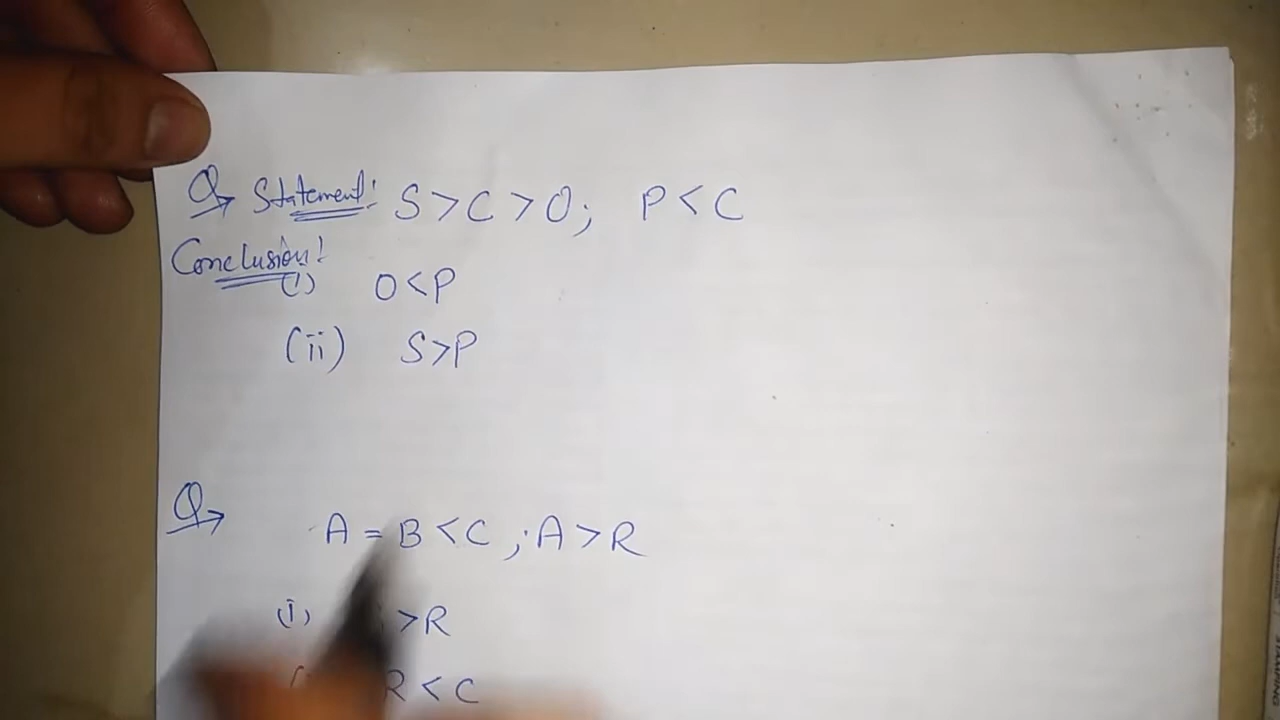 Q→ Statement: S > C > O; P < C
Conclusion:
(i) O < P
(ii) S > P
Q→ A = B < C ; A > R
(i) > R
R < C